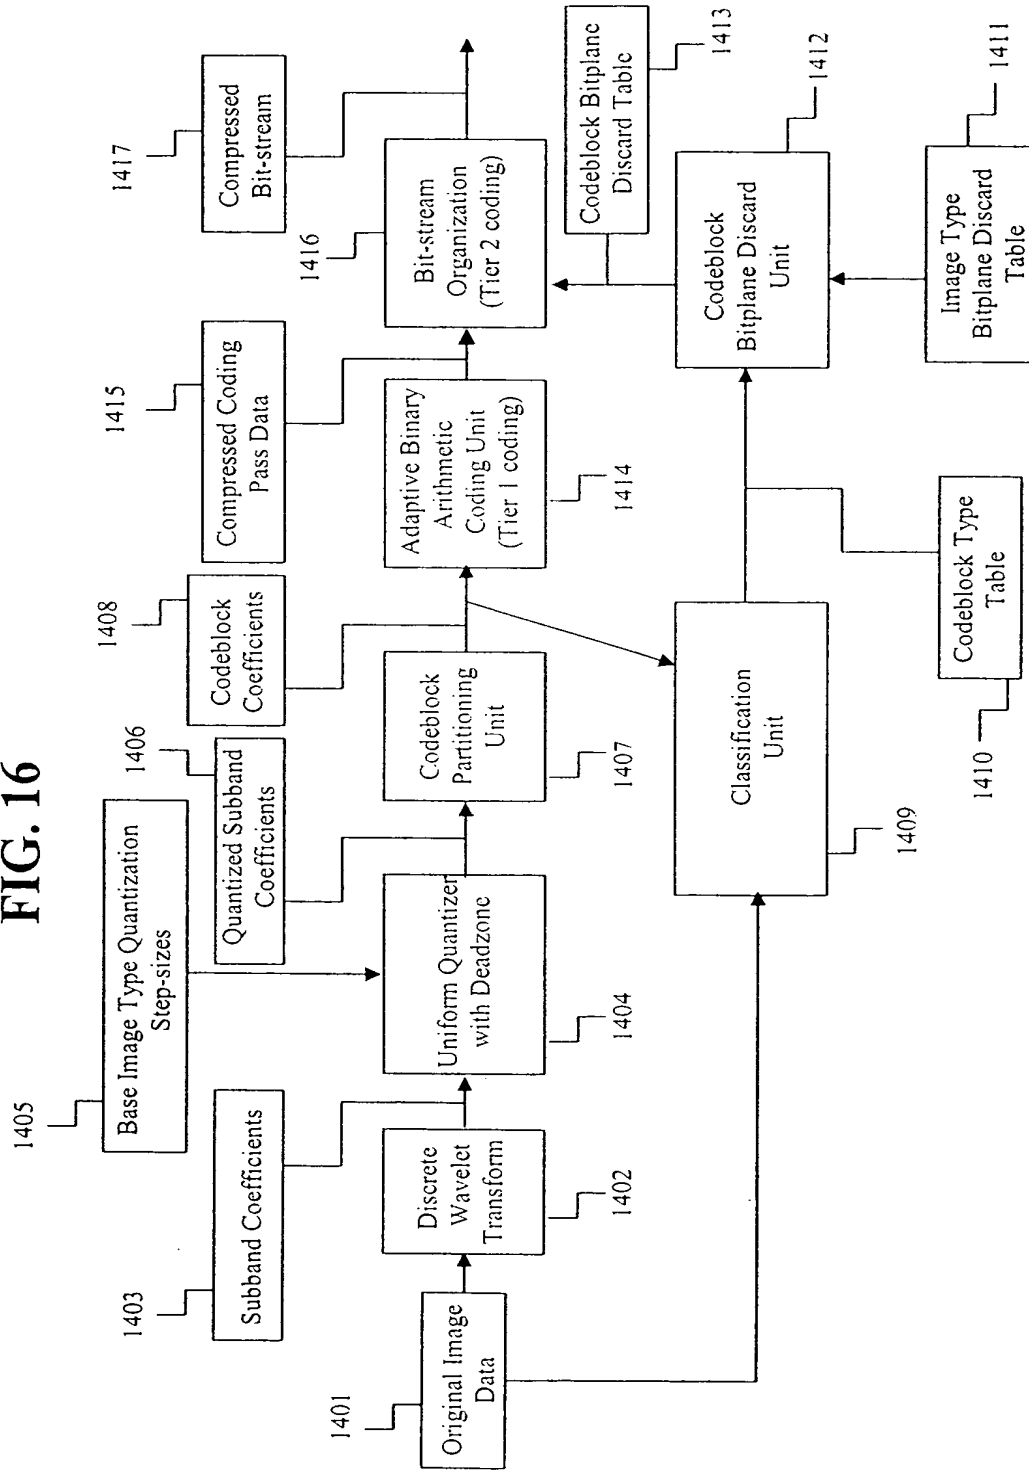 FIG. 16
1405
Base Image Type Quantization
Step-sizes
1403
Subband Coefficients
1406
Quantized Subband
Coefficients
1408
Codeblock
Coefficients
1415
Compressed Coding
Pass Data
1417
Compressed
Bit-stream
1401
Original Image
Data
Discrete
Wavelet
Transform
1402
Uniform Quantizer
with Deadzone
1404
Codeblock
Partitioning
Unit
1407
Adaptive Binary
Arithmetic
Coding Unit
(Tier 1 coding)
1414
1416
Bit-stream
Organization
(Tier 2 coding)
Codeblock Bitplane
Discard Table
1413
Classification
Unit
1409
Codeblock
Bitplane Discard
Unit
1412
1410
Codeblock Type
Table
Image Type
Bitplane Discard
Table
1411